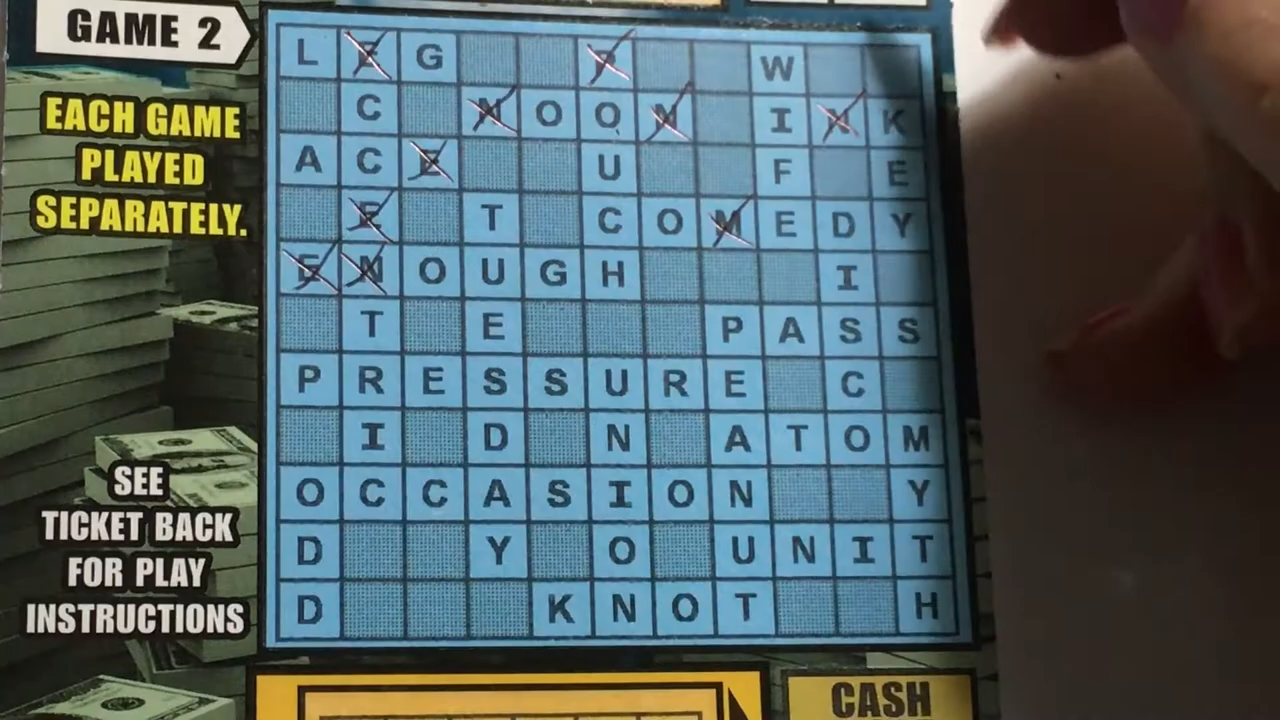 GAME 2
EACH GAME
PLAYED
SEPARATELY.
SEE
TICKET BACK
FOR PLAY
INSTRUCTIONS
L E G P W
C N O O N I N K
A C E U F E
E T C O M E D Y
E N O U G H I
T E P A S S
P R E S S U R E C
I D N A T O M
O C C A S I O N Y
D Y O U N I T
D K N O T H
CASH